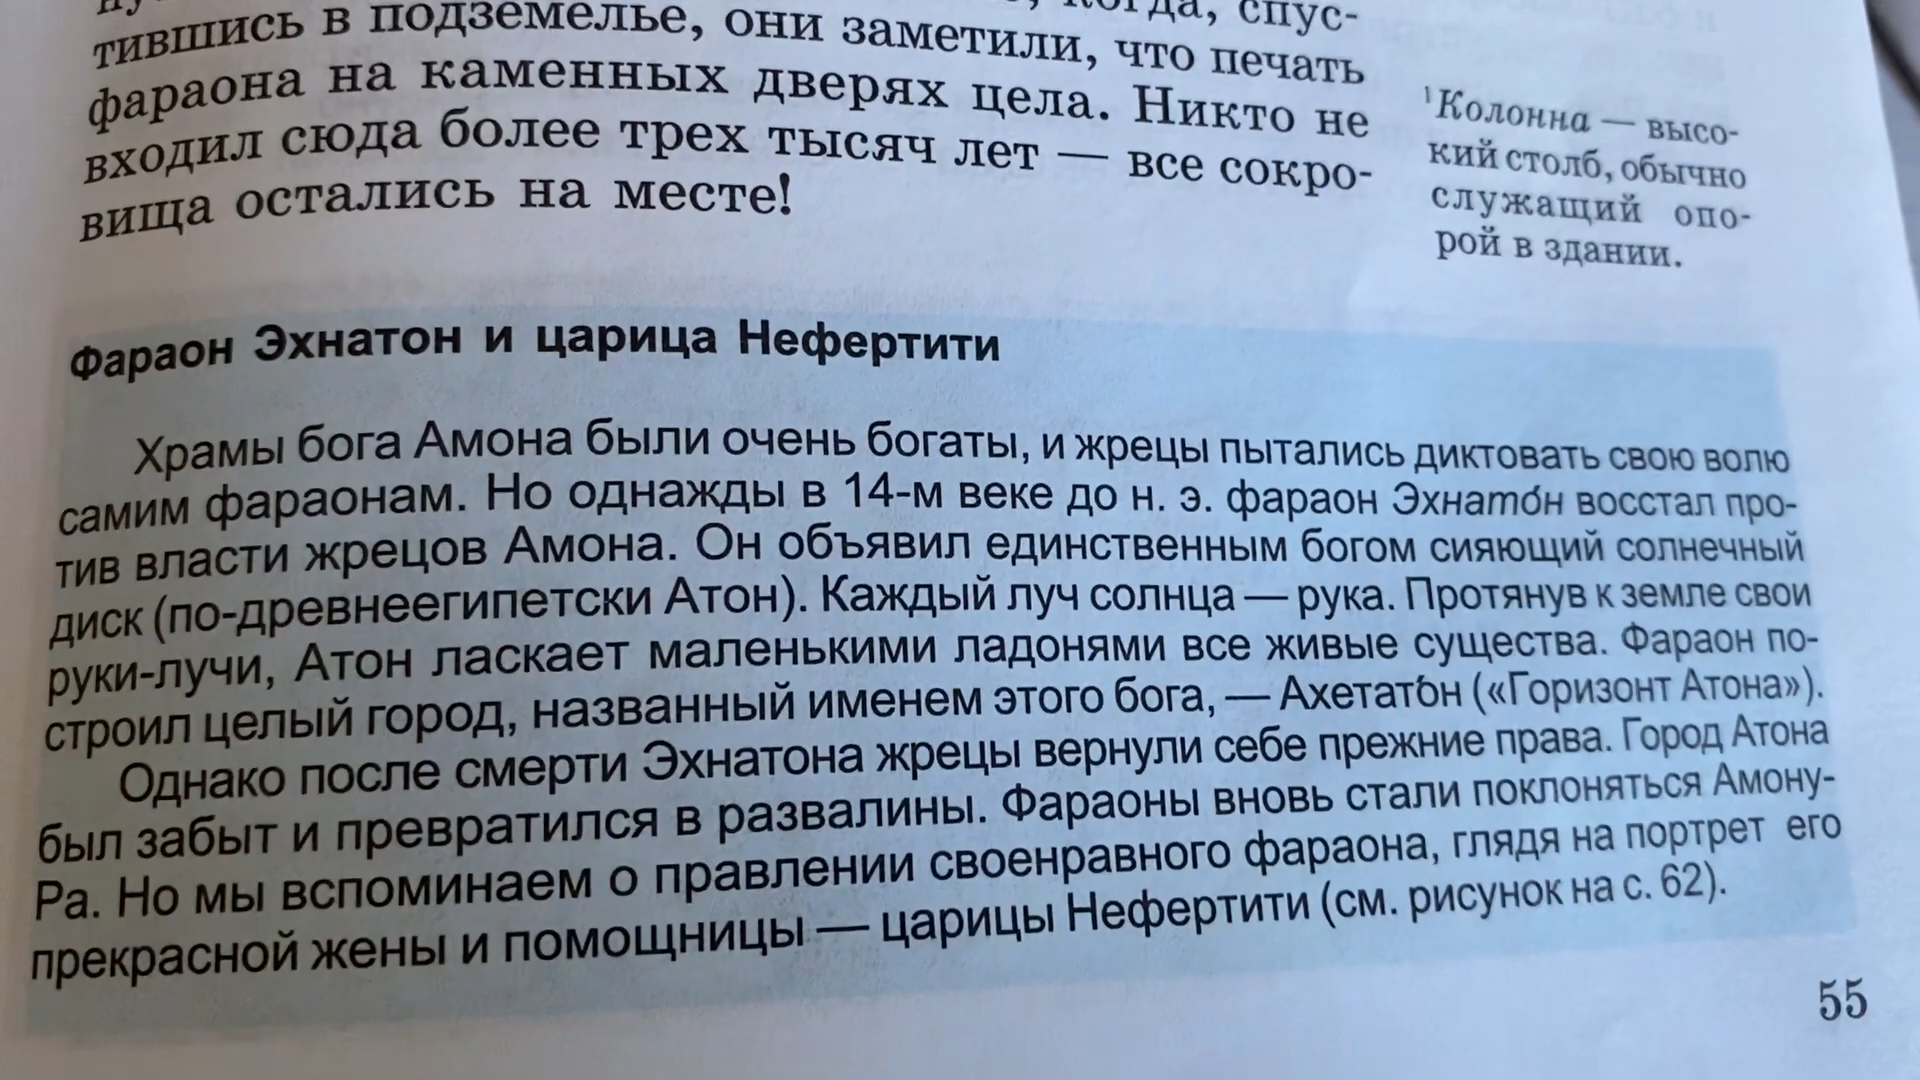 когда, спус-
тившись в подземелье, они заметили, что печать
фараона на каменных дверях цела. Никто не
входил сюда более трех тысяч лет — все сокро-
вища остались на месте!
¹Колонна — высо-
кий столб, обычно
служащий опо-
рой в здании.
Фараон Эхнатон и царица Нефертити
Храмы бога Амона были очень богаты, и жрецы пытались диктовать свою волю
самим фараонам. Но однажды в 14-м веке до н. э. фараон Эхнато́н восстал про-
тив власти жрецов Амона. Он объявил единственным богом сияющий солнечный
диск (по-древнеегипетски Атон). Каждый луч солнца — рука. Протянув к земле свои
руки-лучи, Атон ласкает маленькими ладонями все живые существа. Фараон по-
строил целый город, названный именем этого бога, — Ахетато́н («Горизонт Атона»).
Однако после смерти Эхнатона жрецы вернули себе прежние права. Город Атона
был забыт и превратился в развалины. Фараоны вновь стали поклоняться Амону-
Ра. Но мы вспоминаем о правлении своенравного фараона, глядя на портрет его
прекрасной жены и помощницы — царицы Нефертити (см. рисунок на с. 62).
55